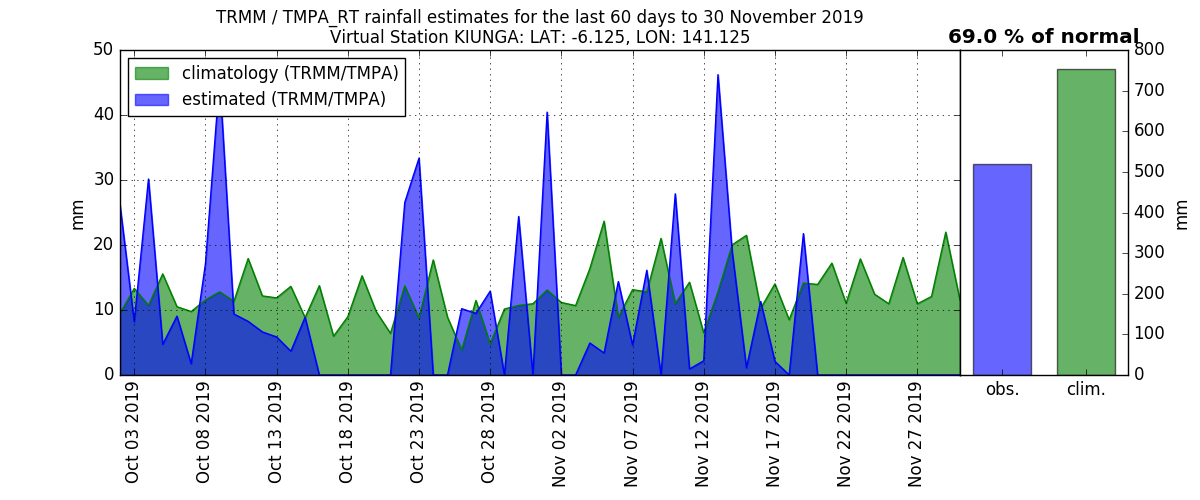 TRMM / TMPA_RT rainfall estimates for the last 60 days to 30 November 2019
Virtual Station KIUNGA: LAT: -6.125, LON: 141.125
69.0 % of normal
climatology (TRMM/TMPA)
estimated (TRMM/TMPA)
50
40
30
20
10
0
mm
Oct 03 2019
Oct 08 2019
Oct 13 2019
Oct 18 2019
Oct 23 2019
Oct 28 2019
Nov 02 2019
Nov 07 2019
Nov 12 2019
Nov 17 2019
Nov 22 2019
Nov 27 2019
obs.
clim.
800
700
600
500
400
300
200
100
0
mm